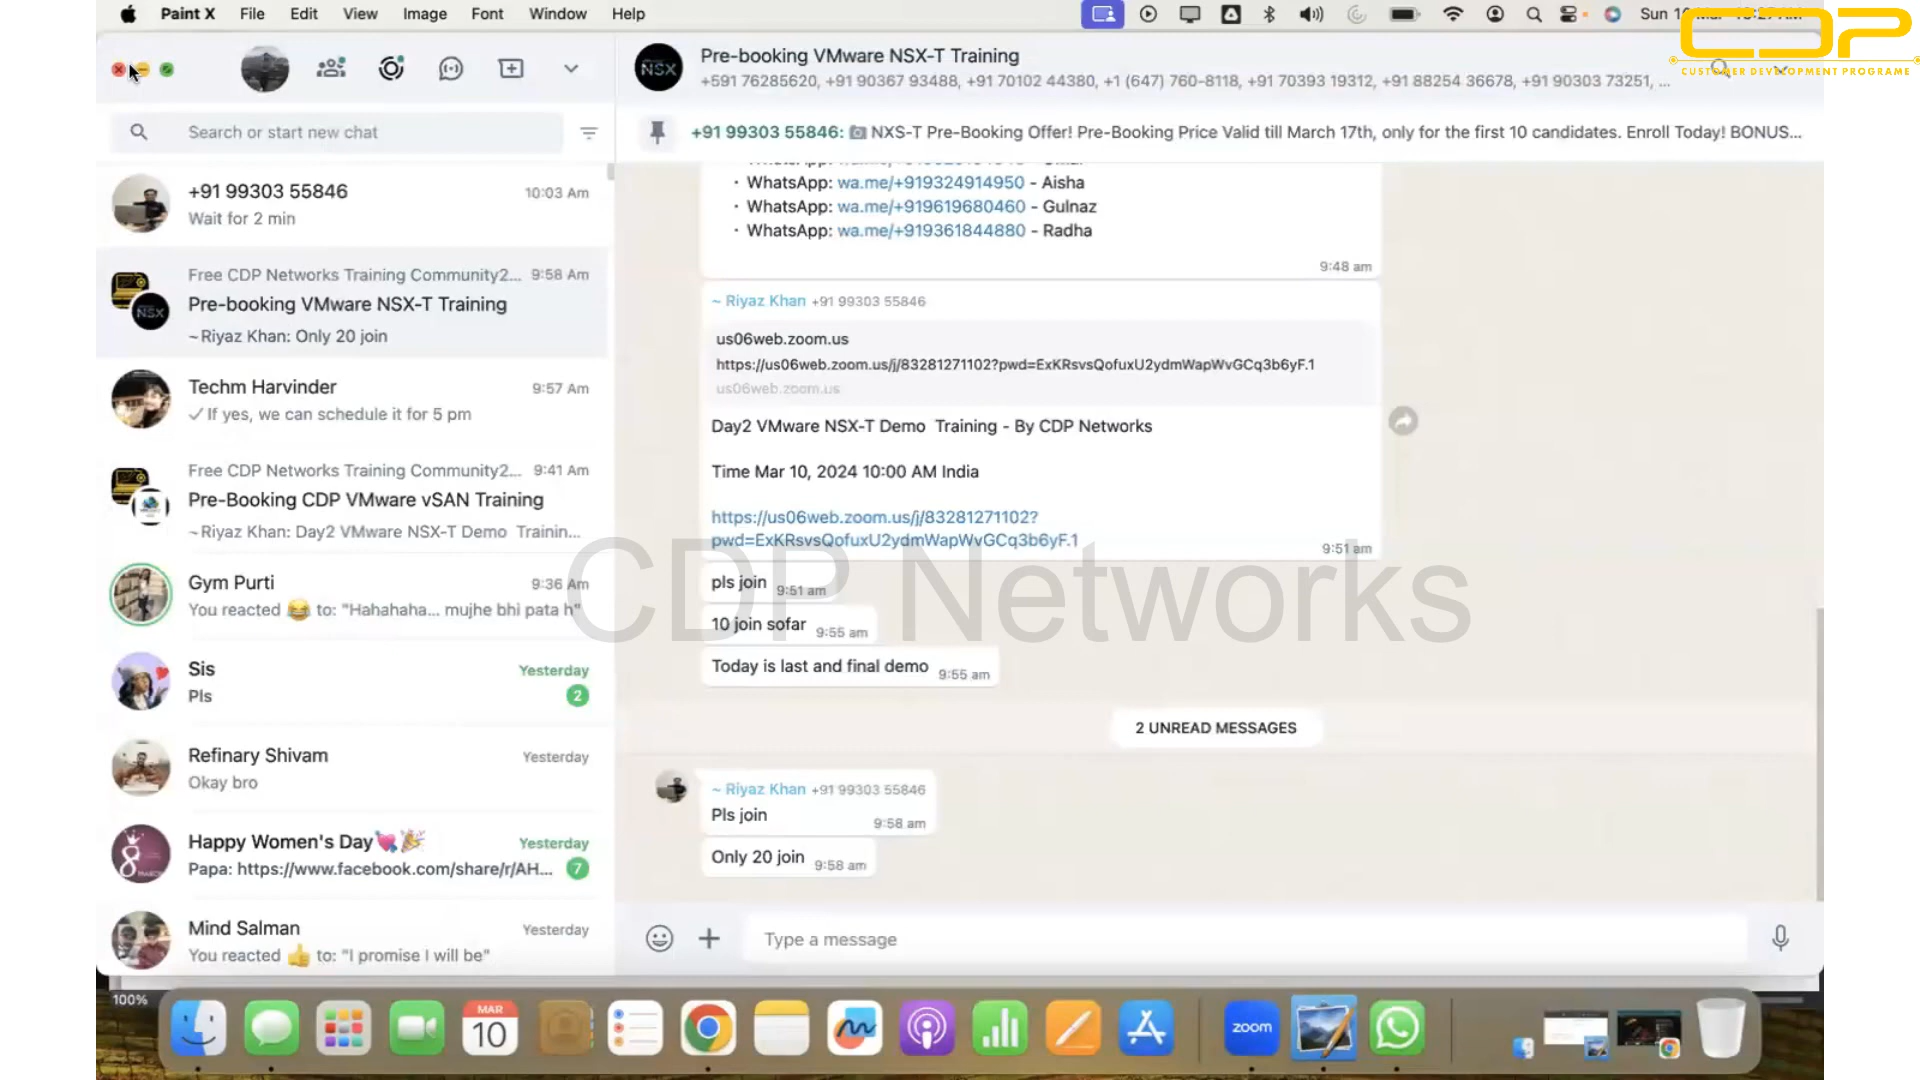 Paint X File Edit View Image Font Window Help
Sun 10 Mar
CDP
CUSTOMER DEVELOPMENT PROGRAME
Search or start new chat
+91 99303 55846 10:03 Am
Wait for 2 min
Free CDP Networks Training Community2... 9:58 Am
Pre-booking VMware NSX-T Training
~Riyaz Khan: Only 20 join
Techm Harvinder 9:57 Am
If yes, we can schedule it for 5 pm
Free CDP Networks Training Community2... 9:41 Am
Pre-Booking CDP VMware vSAN Training
~Riyaz Khan: Day2 VMware NSX-T Demo Trainin...
Gym Purti 9:36 Am
You reacted 😂 to: "Hahahaha... mujhe bhi pata h"
Sis Yesterday
Pls 2
Refinary Shivam Yesterday
Okay bro
Happy Women's Day💘🎉 Yesterday
Papa: https://www.facebook.com/share/r/AH... 7
Mind Salman Yesterday
You reacted 👍 to: "I promise I will be"
NSX
Pre-booking VMware NSX-T Training
+591 76285620, +91 90367 93488, +91 70102 44380, +1 (647) 760-8118, +91 70393 19312, +91 88254 36678, +91 90303 73251, ...
+91 99303 55846: NXS-T Pre-Booking Offer! Pre-Booking Price Valid till March 17th, only for the first 10 candidates. Enroll Today! BONUS...
· WhatsApp: wa.me/+919324914950 - Aisha
· WhatsApp: wa.me/+919619680460 - Gulnaz
· WhatsApp: wa.me/+919361844880 - Radha
9:48 am
~ Riyaz Khan +91 99303 55846
us06web.zoom.us
https://us06web.zoom.us/j/83281271102?pwd=ExKRsvsQofuxU2ydmWapWvGCq3b6yF.1
us06web.zoom.us
Day2 VMware NSX-T Demo Training - By CDP Networks
Time Mar 10, 2024 10:00 AM India
https://us06web.zoom.us/j/83281271102?
pwd=ExKRsvsQofuxU2ydmWapWvGCq3b6yF.1
9:51 am
pls join 9:51 am
10 join sofar 9:55 am
Today is last and final demo 9:55 am
CDP Networks
2 UNREAD MESSAGES
~ Riyaz Khan +91 99303 55846
Pls join 9:58 am
Only 20 join 9:58 am
Type a message
100%
MAR
10
zoom